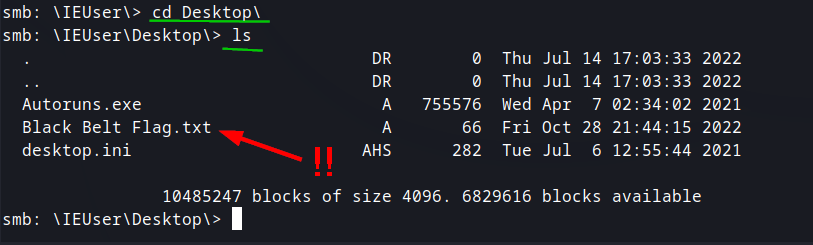 smb: \IEUser\> cd Desktop\
smb: \IEUser\Desktop\> ls
. DR 0 Thu Jul 14 17:03:33 2022
.. DR 0 Thu Jul 14 17:03:33 2022
Autoruns.exe A 755576 Wed Apr 7 02:34:02 2021
Black Belt Flag.txt A 66 Fri Oct 28 21:44:15 2022
desktop.ini AHS 282 Tue Jul 6 12:55:44 2021
!!
10485247 blocks of size 4096. 6829616 blocks available
smb: \IEUser\Desktop\>